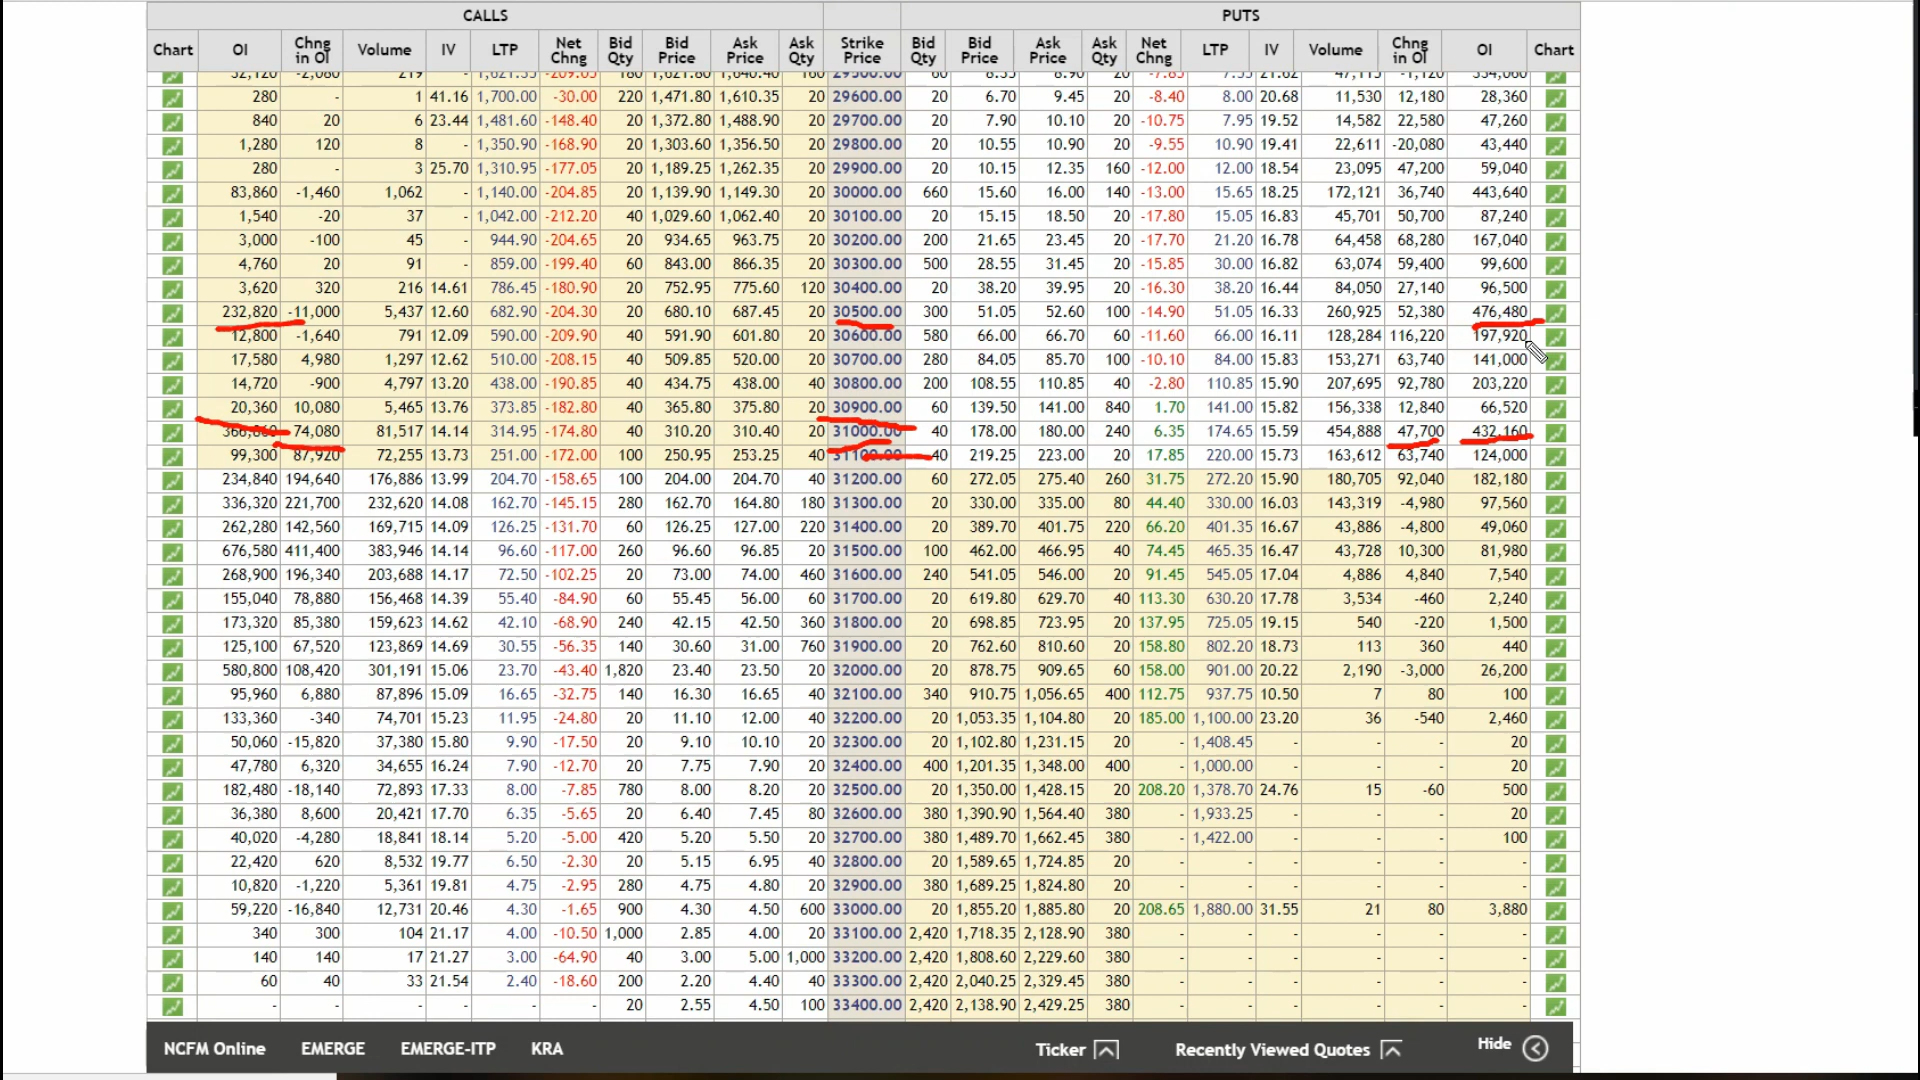 CALLS PUTS
Chart OI Chng in OI Volume IV LTP Net Chng Bid Qty Bid Price Ask Price Ask Qty Strike Price Bid Qty Bid Price Ask Price Ask Qty Net Chng LTP IV Volume Chng in OI OI Chart
280 - 1 41.16 1,700.00 -30.00 220 1,471.80 1,610.35 20 29600.00 20 6.70 9.45 20 -8.40 8.00 20.68 11,530 12,180 28,360
840 20 6 23.44 1,481.60 -148.40 20 1,372.80 1,488.90 20 29700.00 20 7.90 10.10 20 -10.75 7.95 19.52 14,582 22,580 47,260
1,280 120 8 - 1,350.90 -168.90 20 1,303.60 1,356.50 20 29800.00 20 10.55 10.90 20 -9.55 10.90 19.41 22,611 -20,080 43,440
280 - 3 25.70 1,310.95 -177.05 20 1,189.25 1,262.35 20 29900.00 20 10.15 12.35 160 -12.00 12.00 18.54 23,095 47,200 59,040
83,860 -1,460 1,062 - 1,140.00 -204.85 20 1,139.90 1,149.30 20 30000.00 660 15.60 16.00 140 -13.00 15.65 18.25 172,121 36,740 443,640
1,540 -20 37 - 1,042.00 -212.20 40 1,029.60 1,062.40 20 30100.00 20 15.15 18.50 20 -17.80 15.05 16.83 45,701 50,700 87,240
3,000 -100 45 - 944.90 -204.65 20 934.65 963.75 20 30200.00 200 21.65 23.45 20 -17.70 21.20 16.78 64,458 68,280 167,040
4,760 20 91 - 859.00 -199.40 60 843.00 866.35 20 30300.00 500 28.55 31.45 20 -15.85 30.00 16.82 63,074 59,400 99,600
3,620 320 216 14.61 786.45 -180.90 20 752.95 775.60 120 30400.00 20 38.20 39.95 20 -16.30 38.20 16.44 84,050 27,140 96,500
232,820 -11,000 5,437 12.60 682.90 -204.30 20 680.10 687.45 20 30500.00 300 51.05 52.60 100 -14.90 51.05 16.33 260,925 52,380 476,480
12,800 -1,640 791 12.09 590.00 -209.90 40 591.90 601.80 20 30600.00 580 66.00 66.70 60 -11.60 66.00 16.11 128,284 116,220 197,920
17,580 4,980 1,297 12.62 510.00 -208.15 40 509.85 520.00 20 30700.00 280 84.05 85.70 100 -10.10 84.00 15.83 153,271 63,740 141,000
14,720 -900 4,797 13.20 438.00 -190.85 40 434.75 438.00 40 30800.00 200 108.55 110.85 40 -2.80 110.85 15.90 207,695 92,780 203,220
20,360 10,080 5,465 13.76 373.85 -182.80 40 365.80 375.80 20 30900.00 60 139.50 141.00 840 1.70 141.00 15.82 156,338 12,840 66,520
74,080 81,517 14.14 314.95 -174.80 40 310.20 310.40 20 31000.00 40 178.00 180.00 240 6.35 174.65 15.59 454,888 47,700 432,160
99,300 87,920 72,255 13.73 251.00 -172.00 100 250.95 253.25 40 31100.00 40 219.25 223.00 20 17.85 220.00 15.73 163,612 63,740 124,000
234,840 194,640 176,886 13.99 204.70 -158.65 100 204.00 204.70 40 31200.00 60 272.05 275.40 260 31.75 272.20 15.90 180,705 92,040 182,180
336,320 221,700 232,620 14.08 162.70 -145.15 280 162.70 164.80 180 31300.00 20 330.00 335.00 80 44.40 330.00 16.03 143,319 -4,980 97,560
262,280 142,560 169,715 14.09 126.25 -131.70 60 126.25 127.00 220 31400.00 20 389.70 401.75 220 66.20 401.35 16.67 43,886 -4,800 49,060
676,580 411,400 383,946 14.14 96.60 -117.00 260 96.60 96.85 20 31500.00 100 462.00 466.95 40 74.45 465.35 16.47 43,728 10,300 81,980
268,900 196,340 203,688 14.17 72.50 -102.25 20 73.00 74.00 460 31600.00 240 541.05 546.00 20 91.45 545.05 17.04 4,886 4,840 7,540
155,040 78,880 156,468 14.39 55.40 -84.90 60 55.45 56.00 60 31700.00 20 619.80 629.70 40 113.30 630.20 17.78 3,534 -460 2,240
173,320 85,380 159,623 14.62 42.10 -68.90 240 42.15 42.50 360 31800.00 20 698.85 723.95 20 137.95 725.05 19.15 540 -220 1,500
125,100 67,520 123,869 14.69 30.55 -56.35 140 30.60 31.00 760 31900.00 20 762.60 810.60 20 158.80 802.20 18.73 113 360 440
580,800 108,420 301,191 15.06 23.70 -43.40 1,820 23.40 23.50 20 32000.00 20 878.75 909.65 60 158.00 901.00 20.22 2,190 -3,000 26,200
95,960 6,880 87,896 15.09 16.65 -32.75 140 16.30 16.65 40 32100.00 340 910.75 1,056.65 400 112.75 937.75 10.50 7 80 100
133,360 -340 74,701 15.23 11.95 -24.80 20 11.10 12.00 40 32200.00 20 1,053.35 1,104.80 20 185.00 1,100.00 23.20 36 -540 2,460
50,060 -15,820 37,380 15.80 9.90 -17.50 20 9.10 10.10 20 32300.00 20 1,102.80 1,231.15 20 - 1,408.45 - - - 20
47,780 6,320 34,655 16.24 7.90 -12.70 20 7.75 7.90 20 32400.00 400 1,201.35 1,348.00 400 - 1,000.00 - - - 20
182,480 -18,140 72,893 17.33 8.00 -7.85 780 8.00 8.20 20 32500.00 20 1,350.00 1,428.15 20 208.20 1,378.70 24.76 15 -60 500
36,380 8,600 20,421 17.70 6.35 -5.65 20 6.40 7.45 80 32600.00 380 1,390.90 1,564.40 380 - 1,933.25 - - - 20
40,020 -4,280 18,841 18.14 5.20 -5.00 420 5.20 5.50 20 32700.00 380 1,489.70 1,662.45 380 - 1,422.00 - - - 100
22,420 620 8,532 19.77 6.50 -2.30 20 5.15 6.95 40 32800.00 20 1,589.65 1,724.85 20 - - - - - -
10,820 -1,220 5,361 19.81 4.75 -2.95 280 4.75 4.80 20 32900.00 380 1,689.25 1,824.80 20 - - - - - -
59,220 -16,840 12,731 20.46 4.30 -1.65 900 4.30 4.50 600 33000.00 20 1,855.20 1,885.80 20 208.65 1,880.00 31.55 21 80 3,880
340 300 104 21.17 4.00 -10.50 1,000 2.85 4.00 20 33100.00 2,420 1,718.35 2,128.90 380 - - - - - -
140 140 17 21.27 3.00 -64.90 40 3.00 5.00 1,000 33200.00 2,420 1,808.60 2,229.60 380 - - - - - -
60 40 33 21.54 2.40 -18.60 200 2.20 4.40 40 33300.00 2,420 2,040.25 2,329.45 380 - - - - - -
- - - - - - 20 2.55 4.50 100 33400.00 2,420 2,138.90 2,429.25 380 - - - - - -
NCFM Online EMERGE EMERGE-ITP KRA Ticker Recently Viewed Quotes Hide